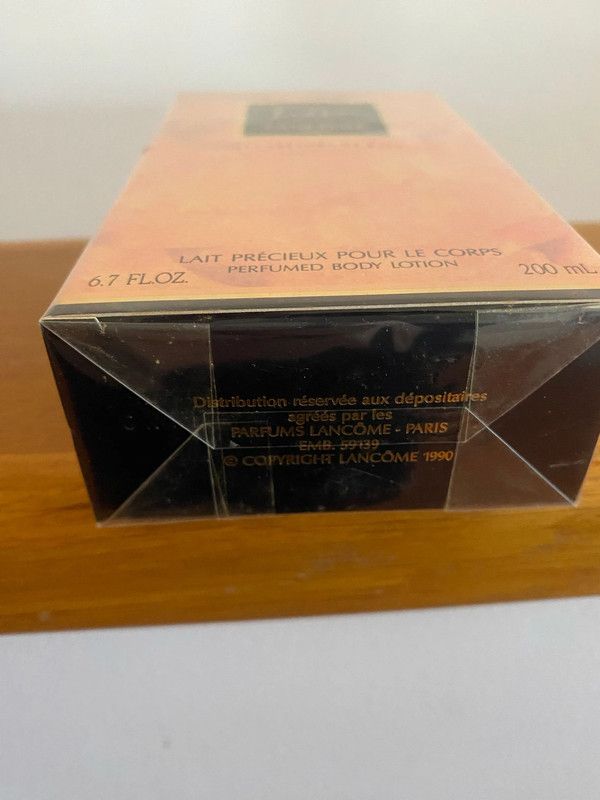 LAIT PRÉCIEUX POUR LE CORPS
PERFUMED BODY LOTION
6.7 FL.OZ.
200 mL
Distribution réservée aux dépositaires
agréés par les
PARFUMS LANCÔME - PARIS
EMB. 59139
© COPYRIGHT LANCÔME 1990